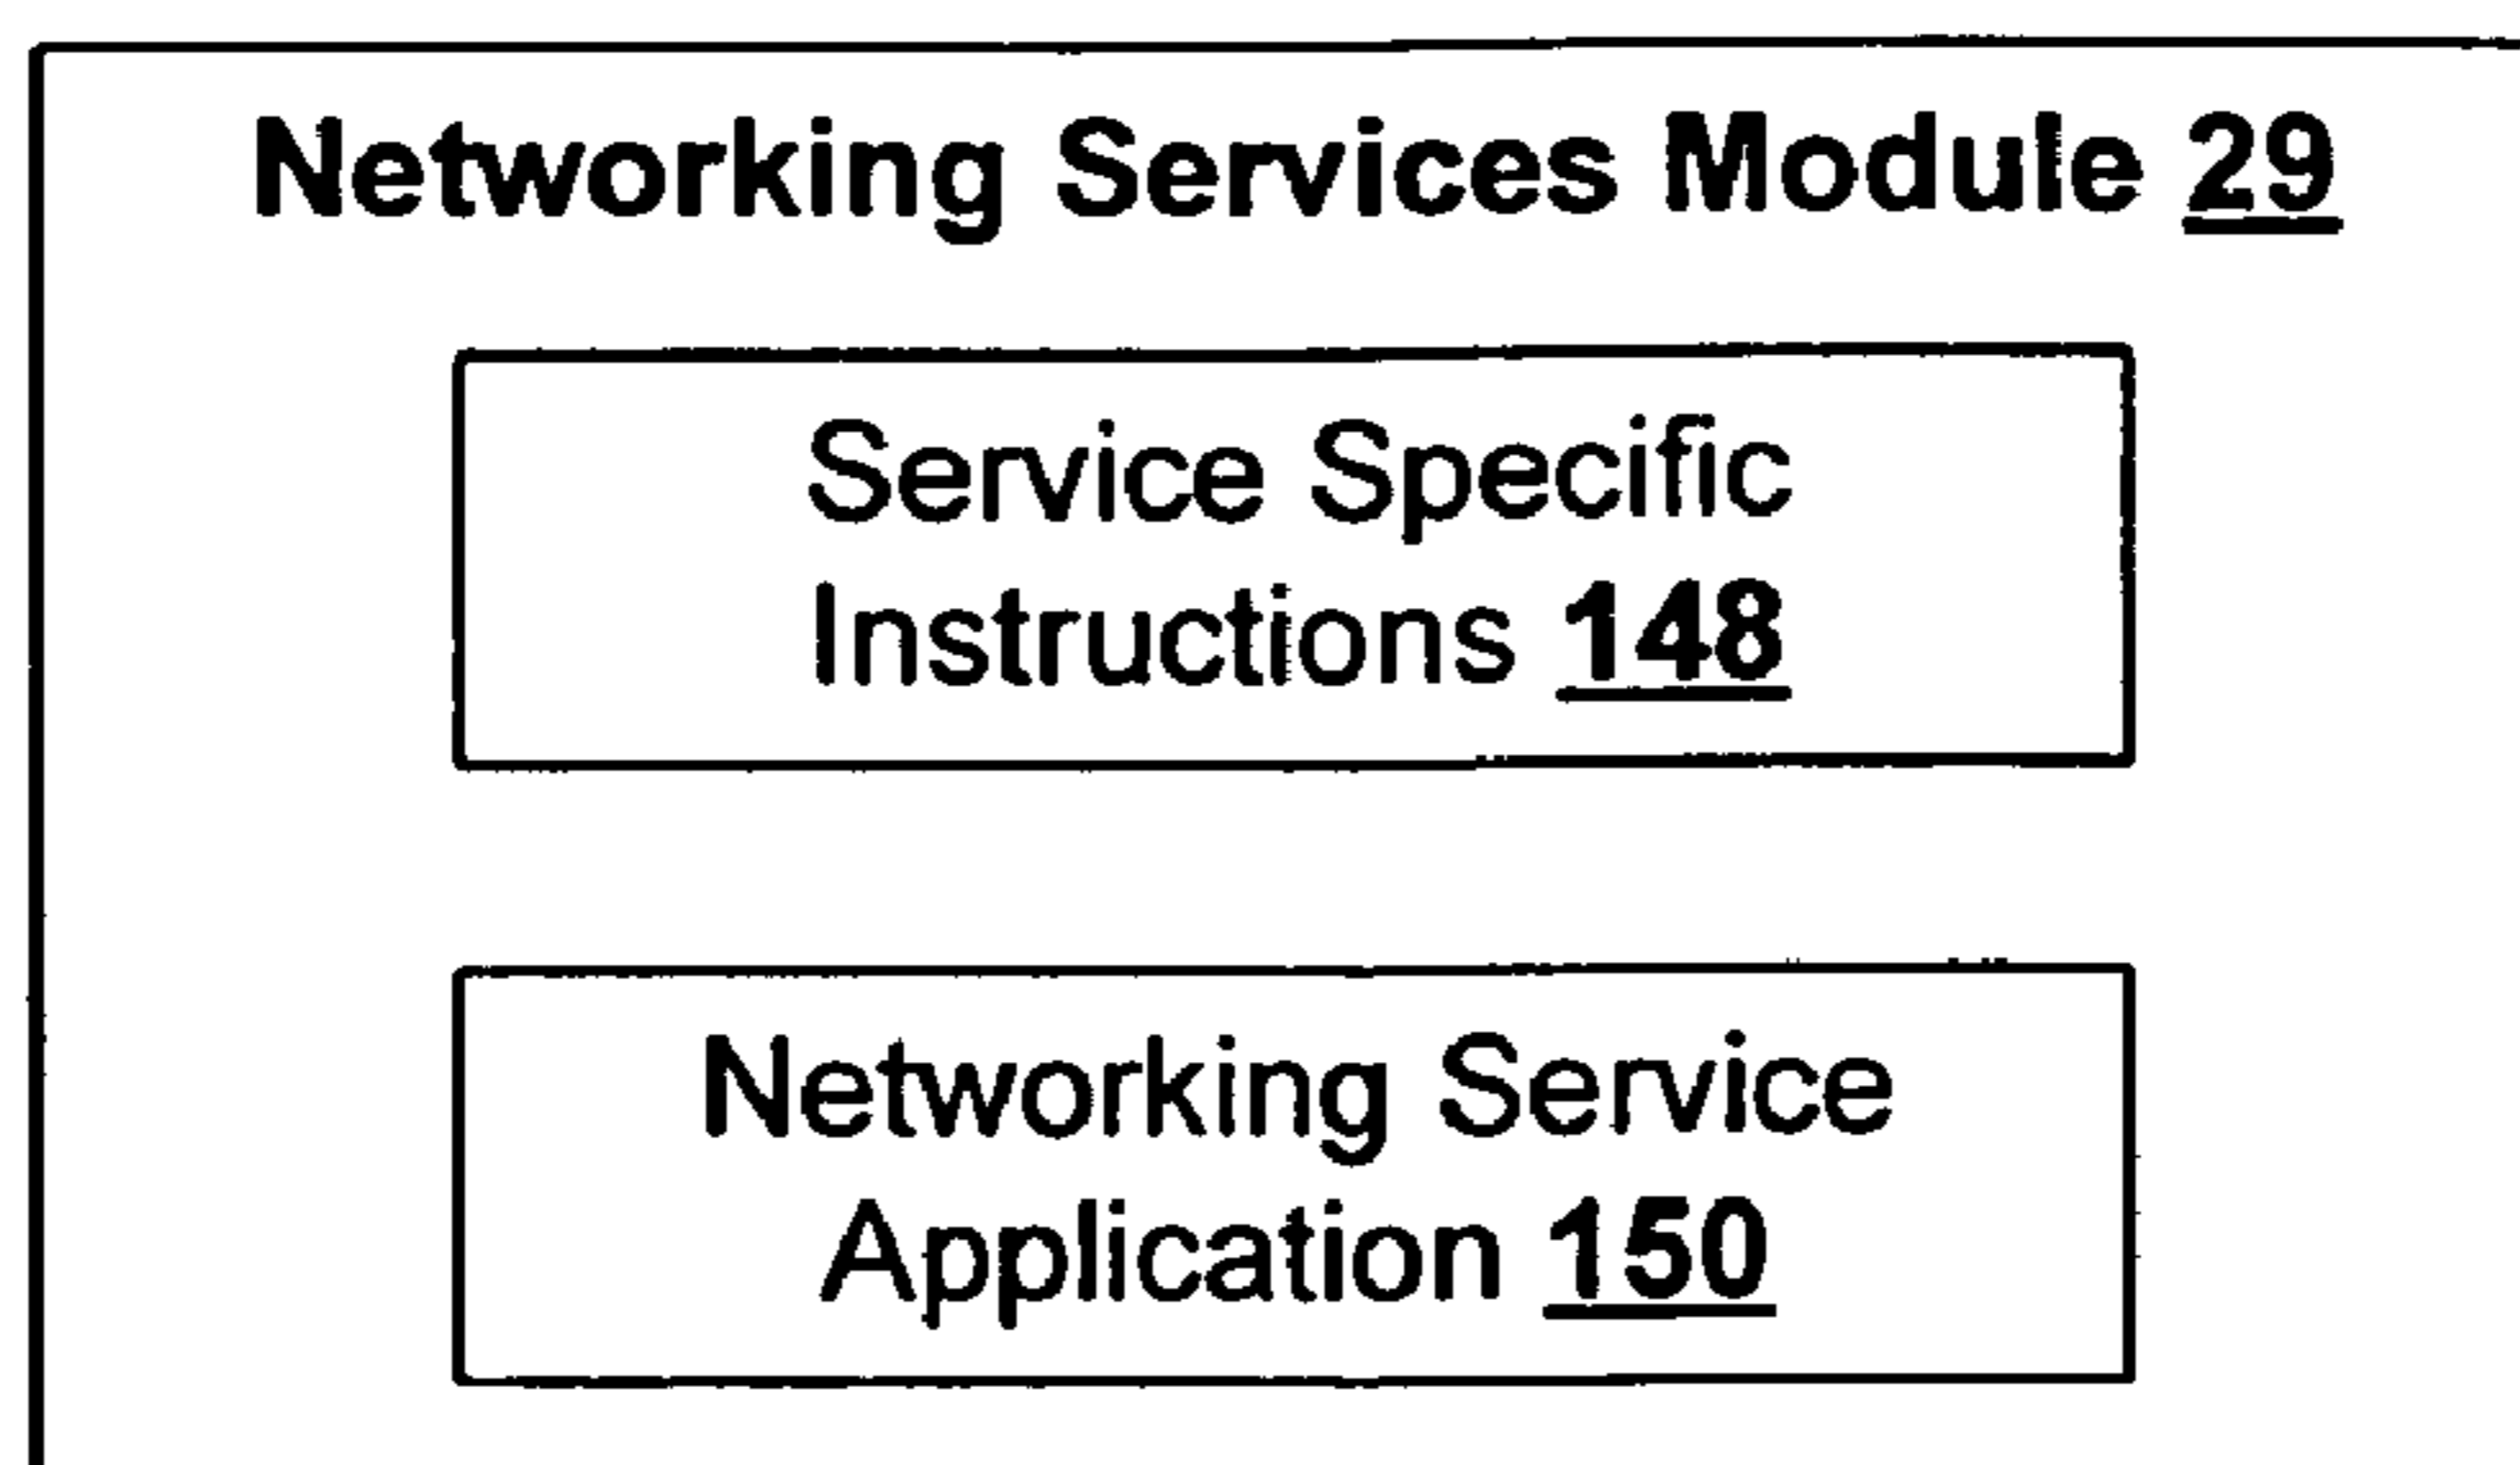 Networking Services Module 29
Service Specific
Instructions 148
Networking Service
Application 150